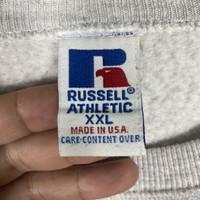 R
RUSSELL®
ATHLETIC
XXL
MADE IN U.S.A.
CARE·CONTENT OVER